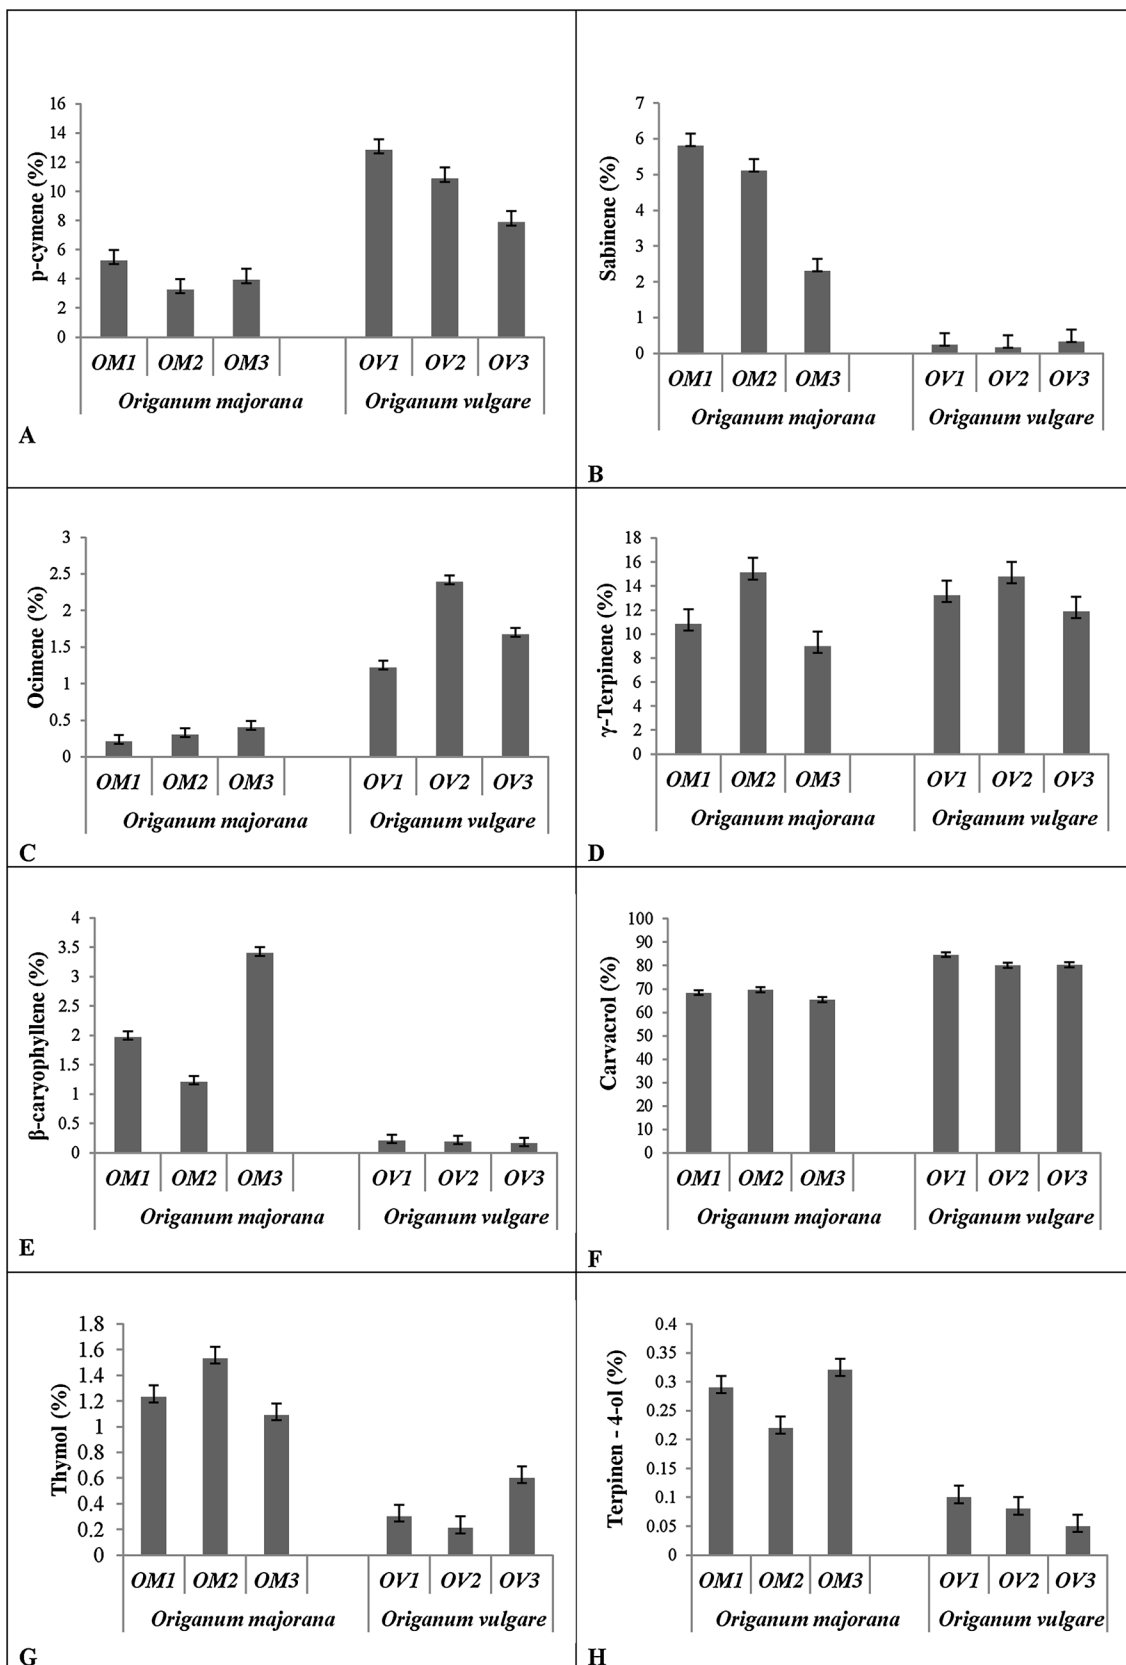 16
14
12
10
8
6
4
2
0
p-cymene (%)
OM1 OM2 OM3 OV1 OV2 OV3
Origanum majorana Origanum vulgare
A
7
6
5
4
3
2
1
0
Sabinene (%)
OM1 OM2 OM3 OV1 OV2 OV3
Origanum majorana Origanum vulgare
B
3
2.5
2
1.5
1
0.5
0
Ocimene (%)
OM1 OM2 OM3 OV1 OV2 OV3
Origanum majorana Origanum vulgare
C
18
16
14
12
10
8
6
4
2
0
γ-Terpinene (%)
OM1 OM2 OM3 OV1 OV2 OV3
Origanum majorana Origanum vulgare
D
4
3.5
3
2.5
2
1.5
1
0.5
0
β-caryophyllene (%)
OM1 OM2 OM3 OV1 OV2 OV3
Origanum majorana Origanum vulgare
E
100
90
80
70
60
50
40
30
20
10
0
Carvacrol (%)
OM1 OM2 OM3 OV1 OV2 OV3
Origanum majorana Origanum vulgare
F
1.8
1.6
1.4
1.2
1
0.8
0.6
0.4
0.2
0
Thymol (%)
OM1 OM2 OM3 OV1 OV2 OV3
Origanum majorana Origanum vulgare
G
0.4
0.35
0.3
0.25
0.2
0.15
0.1
0.05
0
Terpinen - 4-ol (%)
OM1 OM2 OM3 OV1 OV2 OV3
Origanum majorana Origanum vulgare
H